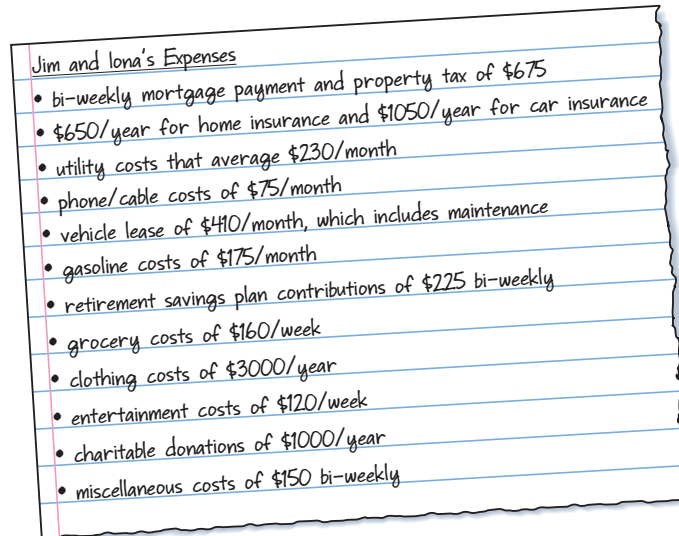 Jim and Iona's Expenses
• bi-weekly mortgage payment and property tax of $675
• $650/year for home insurance and $1050/year for car insurance
• utility costs that average $230/month
• phone/cable costs of $75/month
• vehicle lease of $410/month, which includes maintenance
• gasoline costs of $175/month
• retirement savings plan contributions of $225 bi-weekly
• grocery costs of $160/week
• clothing costs of $3000/year
• entertainment costs of $120/week
• charitable donations of $1000/year
• miscellaneous costs of $150 bi-weekly